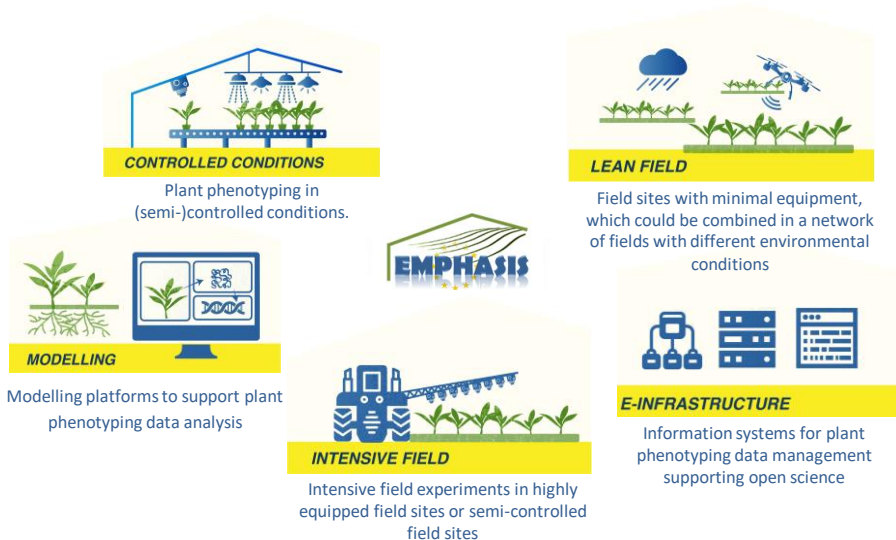 CONTROLLED CONDITIONS
Plant phenotyping in
(semi-)controlled conditions.
LEAN FIELD
Field sites with minimal equipment,
which could be combined in a network
of fields with different environmental
conditions
EMPHASIS
MODELLING
Modelling platforms to support plant
phenotyping data analysis
INTENSIVE FIELD
Intensive field experiments in highly
equipped field sites or semi-controlled
field sites
E-INFRASTRUCTURE
Information systems for plant
phenotyping data management
supporting open science